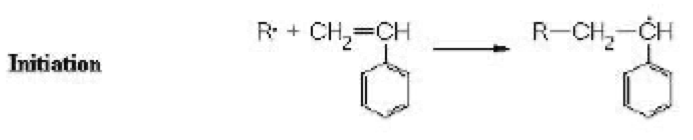 R• + CH₂=CH → R—CH₂—ĊH
Initiation